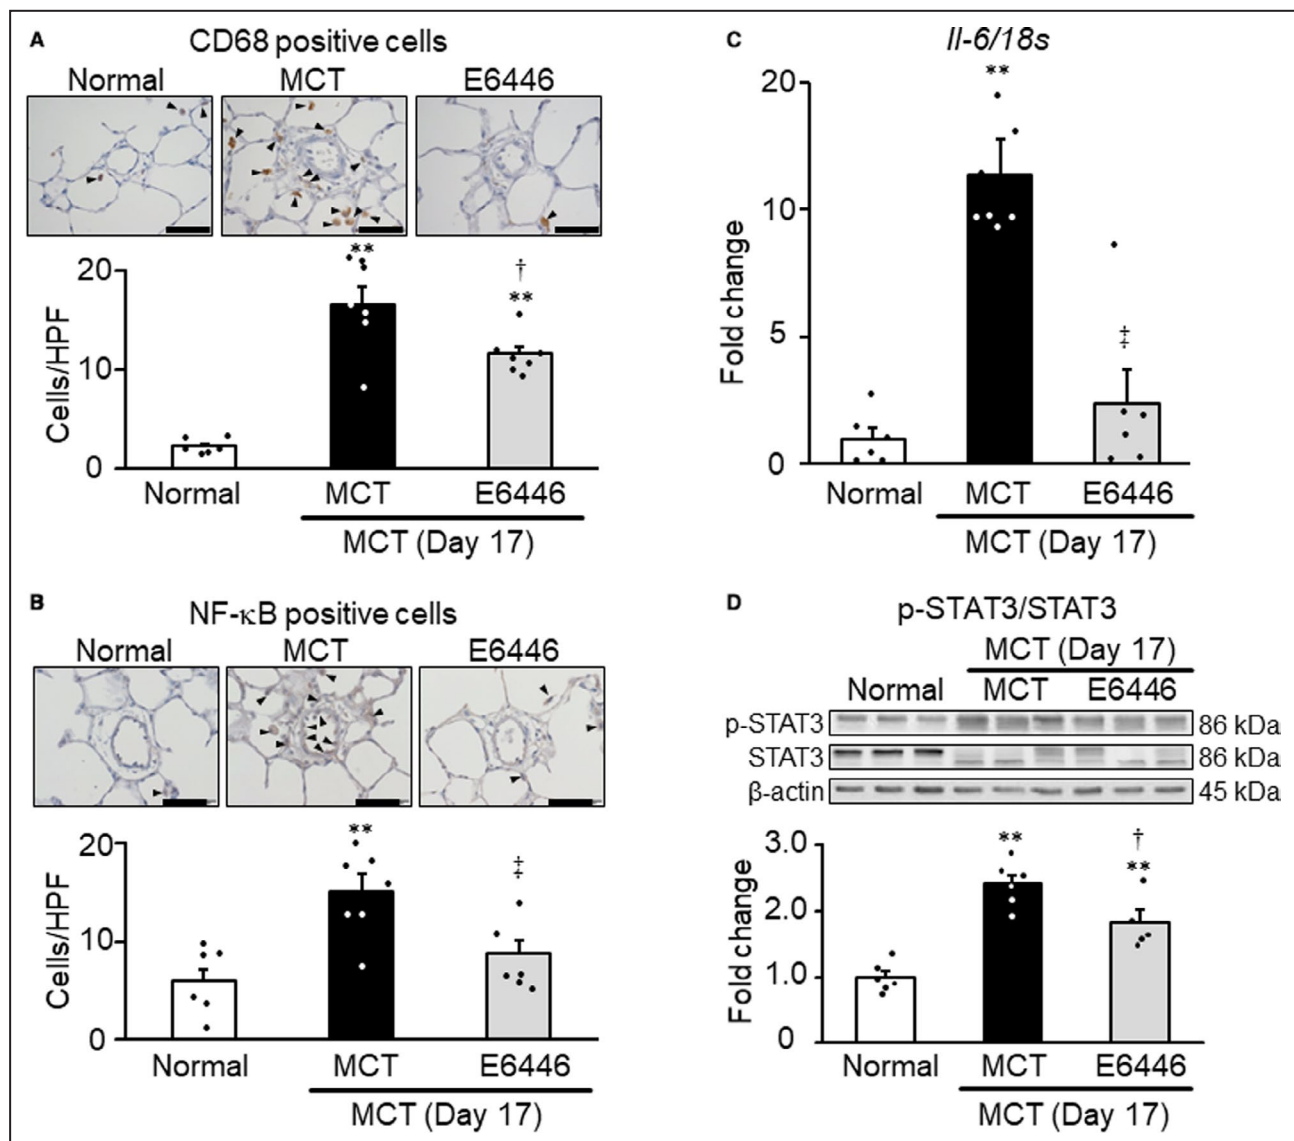 A
CD68 positive cells
Normal MCT E6446
**
†
**
20
10
0
Cells/HPF
Normal MCT E6446
MCT (Day 17)
B
NF-κB positive cells
Normal MCT E6446
**
‡
20
10
0
Cells/HPF
Normal MCT E6446
MCT (Day 17)
C
Il-6/18s
**
‡
20
10
5
0
Fold change
Normal MCT E6446
MCT (Day 17)
D
p-STAT3/STAT3
MCT (Day 17)
Normal MCT E6446
p-STAT3 86 kDa
STAT3 86 kDa
β-actin 45 kDa
**
†
**
3.0
2.0
1.0
0
Fold change
Normal MCT E6446
MCT (Day 17)